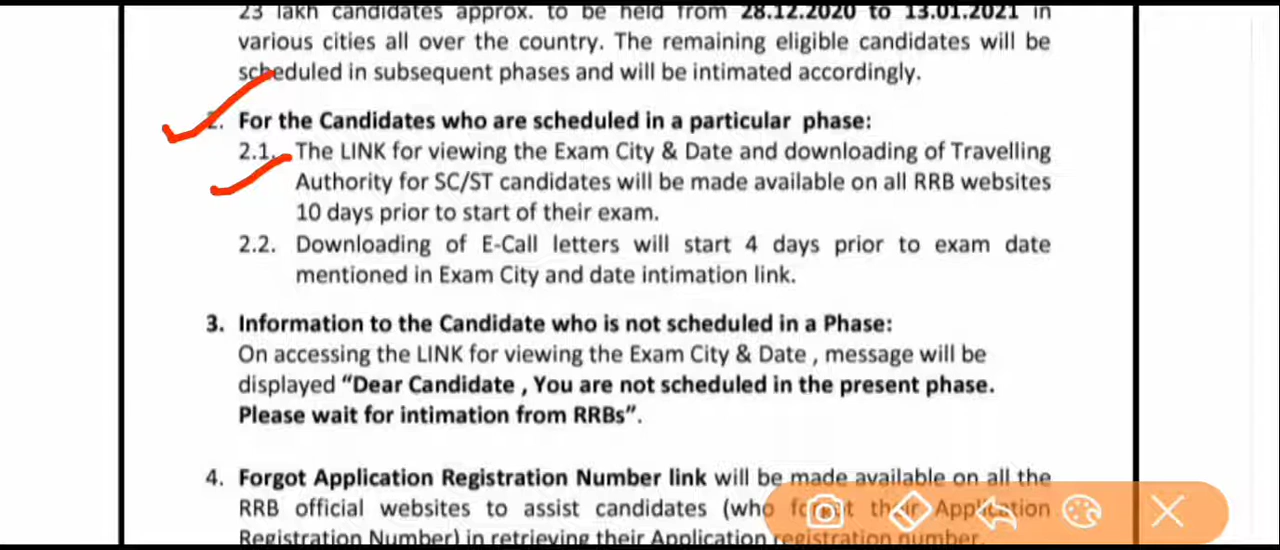 23 lakh candidates approx. to be held from 28.12.2020 to 13.01.2021 in
various cities all over the country. The remaining eligible candidates will be
scheduled in subsequent phases and will be intimated accordingly.
2. For the Candidates who are scheduled in a particular phase:
2.1. The LINK for viewing the Exam City & Date and downloading of Travelling
Authority for SC/ST candidates will be made available on all RRB websites
10 days prior to start of their exam.
2.2. Downloading of E-Call letters will start 4 days prior to exam date
mentioned in Exam City and date intimation link.
3. Information to the Candidate who is not scheduled in a Phase:
On accessing the LINK for viewing the Exam City & Date , message will be
displayed “Dear Candidate , You are not scheduled in the present phase.
Please wait for intimation from RRBs”.
4. Forgot Application Registration Number link will be made available on all the
RRB official websites to assist candidates (who forgot their Application
Registration Number) in retrieving their Application registration number.